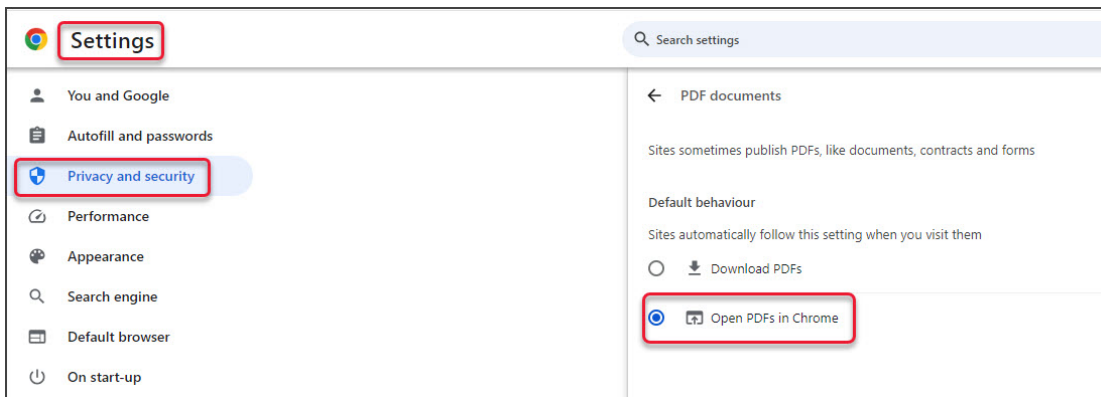 Settings
Search settings
You and Google
Autofill and passwords
Privacy and security
Performance
Appearance
Search engine
Default browser
On start-up
PDF documents
Sites sometimes publish PDFs, like documents, contracts and forms
Default behaviour
Sites automatically follow this setting when you visit them
Download PDFs
Open PDFs in Chrome